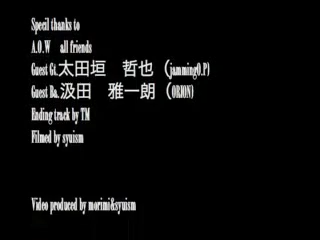 Specil thanks to
A.O.W all friends
Guest Gt.太田垣 哲也 (jammingO.P)
Guest Ba.汲田 雅一朗 (ORION)
Ending track by TM
Filmed by syuism
Video produced by morimi&syuism